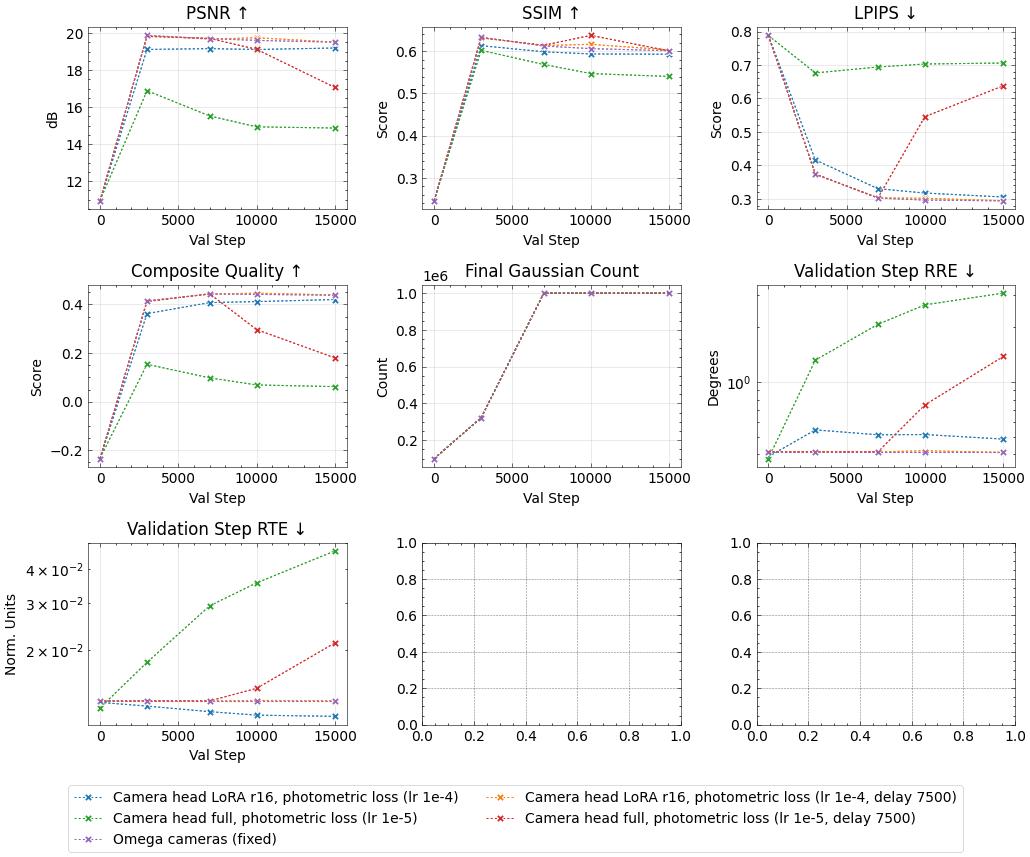 PSNR ↑
SSIM ↑
LPIPS ↓
dB
20
18
16
14
12
0 5000 10000 15000
Val Step
Score
0.6
0.5
0.4
0.3
0 5000 10000 15000
Val Step
Score
0.8
0.7
0.6
0.5
0.4
0.3
0 5000 10000 15000
Val Step
Composite Quality ↑
Final Gaussian Count
Validation Step RRE ↓
Score
0.4
0.2
0.0
−0.2
0 5000 10000 15000
Val Step
1e6
Count
1.0
0.8
0.6
0.4
0.2
0 5000 10000 15000
Val Step
Degrees
10⁰
0 5000 10000 15000
Val Step
Validation Step RTE ↓
Norm. Units
4 × 10⁻²
3 × 10⁻²
2 × 10⁻²
0 5000 10000 15000
Val Step
1.0
0.8
0.6
0.4
0.2
0.0
0.0 0.2 0.4 0.6 0.8 1.0
1.0
0.8
0.6
0.4
0.2
0.0
0.0 0.2 0.4 0.6 0.8 1.0
Camera head LoRA r16, photometric loss (lr 1e-4)
Camera head full, photometric loss (lr 1e-5)
Omega cameras (fixed)
Camera head LoRA r16, photometric loss (lr 1e-4, delay 7500)
Camera head full, photometric loss (lr 1e-5, delay 7500)